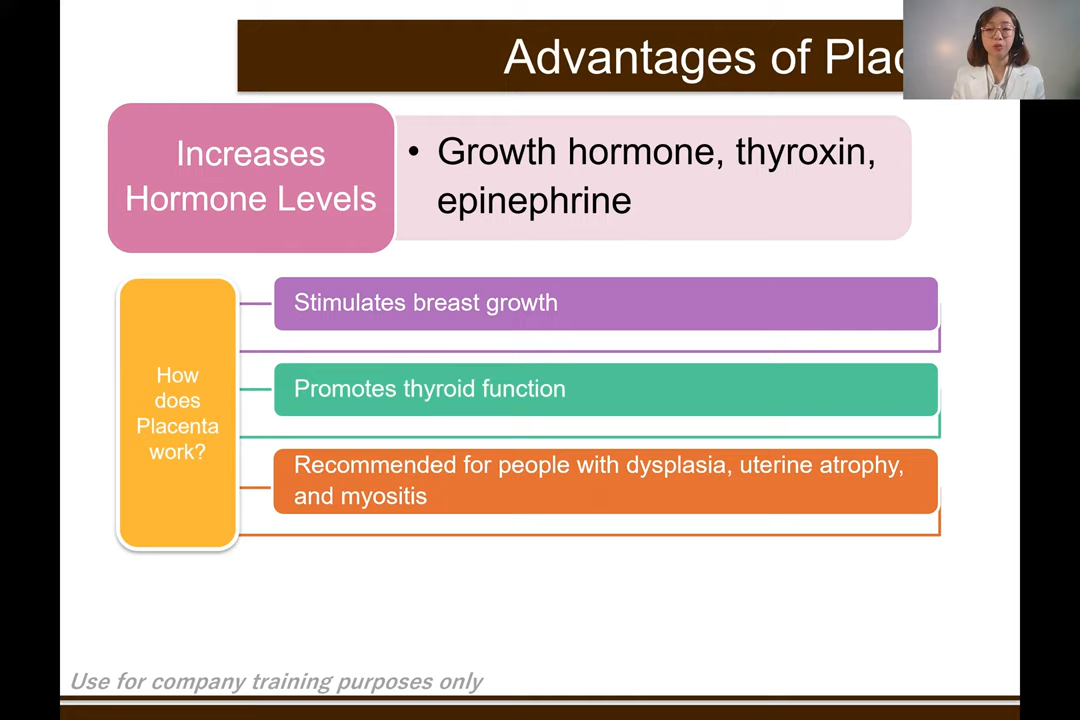 Advantages of Plac
Increases
Hormone Levels
• Growth hormone, thyroxin,
epinephrine
How
does
Placenta
work?
Stimulates breast growth
Promotes thyroid function
Recommended for people with dysplasia, uterine atrophy,
and myositis
Use for company training purposes only